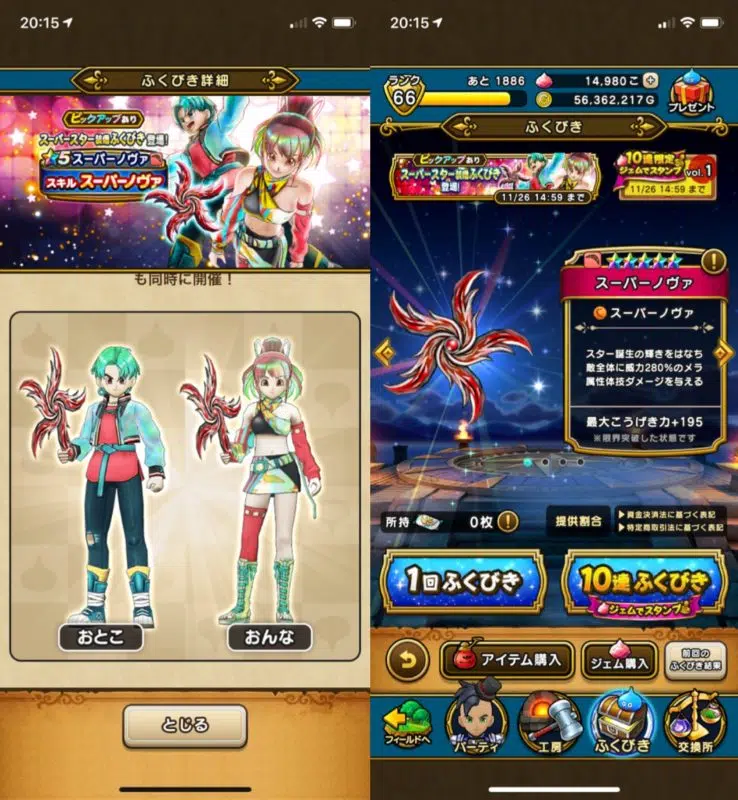 20:15
ふくびき詳細
ピックアップあり
スーパースター装備ふくびき登場!
★5 スーパーノヴァ
スキル スーパーノヴァ
も同時に開催!
おとこ
おんな
とじる
20:15
ランク
66
あと 1886
14,980こ
56,362,217G
プレゼント
ふくびき
ピックアップあり
スーパースター装備ふくびき
登場!
11/26 14:59 まで
10連限定
ジェムでスタンプ vol.1
11/26 14:59 まで
スーパーノヴァ
スーパーノヴァ
スター誕生の輝きをはなち
敵全体に威力280%のメラ
属性体技ダメージを与える
最大こうげき力+195
※限界突破した状態です
所持 0枚
提供割合
▶資金決済法に基づく表記
▶特定商取引法に基づく表記
1回ふくびき
10連ふくびき
ジェムでスタンプ
アイテム購入
ジェム購入
前回の
ふくびき結果
フィールドへ
パーティ
工房
ふくびき
交換所